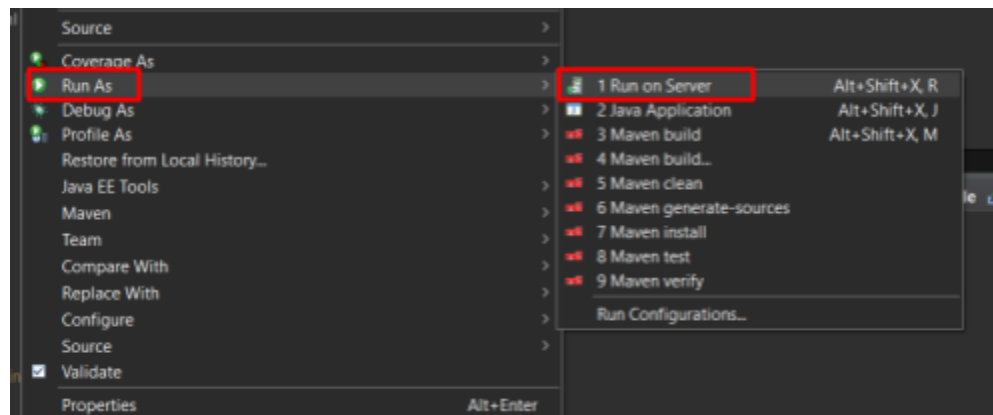 Source
Coverage As
Run As
Debug As
Profile As
Restore from Local History...
Java EE Tools
Maven
Team
Compare With
Replace With
Configure
Source
Validate
Properties Alt+Enter
1 Run on Server Alt+Shift+X, R
2 Java Application Alt+Shift+X, J
3 Maven build Alt+Shift+X, M
4 Maven build...
5 Maven clean
6 Maven generate-sources
7 Maven install
8 Maven test
9 Maven verify
Run Configurations...